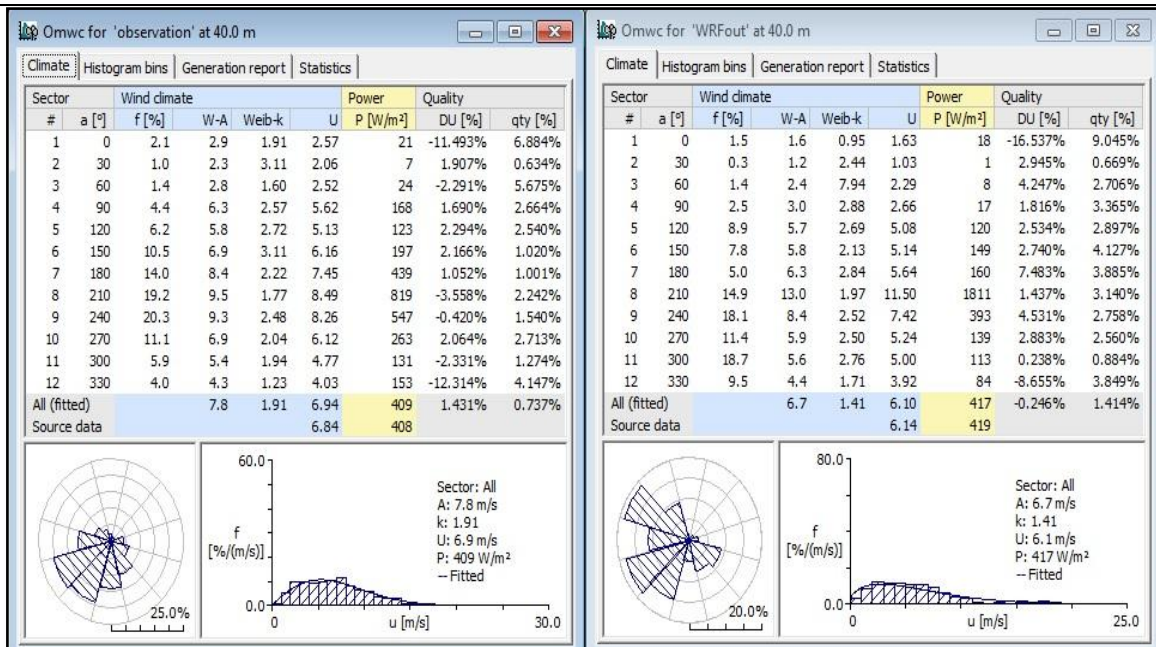 Omwc for 'observation' at 40.0 m
Climate Histogram bins Generation report Statistics
Sector Wind climate Power Quality
# a [º] f [%] W-A Weib-k U P [W/m²] DU [%] qty [%]
1 0 2.1 2.9 1.91 2.57 21 -11.493% 6.884%
2 30 1.0 2.3 3.11 2.06 7 1.907% 0.634%
3 60 1.4 2.8 1.60 2.52 24 -2.291% 5.675%
4 90 4.4 6.3 2.57 5.62 168 1.690% 2.664%
5 120 6.2 5.8 2.72 5.13 123 2.294% 2.540%
6 150 10.5 6.9 3.11 6.16 197 2.166% 1.020%
7 180 14.0 8.4 2.22 7.45 439 1.052% 1.001%
8 210 19.2 9.5 1.77 8.49 819 -3.558% 2.242%
9 240 20.3 9.3 2.48 8.26 547 -0.420% 1.540%
10 270 11.1 6.9 2.04 6.12 263 2.064% 2.713%
11 300 5.9 5.4 1.94 4.77 131 -2.331% 1.274%
12 330 4.0 4.3 1.23 4.03 153 -12.314% 4.147%
All (fitted) 7.8 1.91 6.94 409 1.431% 0.737%
Source data 6.84 408
25.0%
60.0
f
[%/(m/s)]
0.0
0 u [m/s] 30.0
Sector: All
A: 7.8 m/s
k: 1.91
U: 6.9 m/s
P: 409 W/m²
-- Fitted
Omwc for 'WRFout' at 40.0 m
Climate Histogram bins Generation report Statistics
Sector Wind climate Power Quality
# a [º] f [%] W-A Weib-k U P [W/m²] DU [%] qty [%]
1 0 1.5 1.6 0.95 1.63 18 -16.537% 9.045%
2 30 0.3 1.2 2.44 1.03 1 2.945% 0.669%
3 60 1.4 2.4 7.94 2.29 8 4.247% 2.706%
4 90 2.5 3.0 2.88 2.66 17 1.816% 3.365%
5 120 8.9 5.7 2.69 5.08 120 2.534% 2.897%
6 150 7.8 5.8 2.13 5.14 149 2.740% 4.127%
7 180 5.0 6.3 2.84 5.64 160 7.483% 3.885%
8 210 14.9 13.0 1.97 11.50 1811 1.437% 3.140%
9 240 18.1 8.4 2.52 7.42 393 4.531% 2.758%
10 270 11.4 5.9 2.50 5.24 139 2.883% 2.560%
11 300 18.7 5.6 2.76 5.00 113 0.238% 0.884%
12 330 9.5 4.4 1.71 3.92 84 -8.655% 3.849%
All (fitted) 6.7 1.41 6.10 417 -0.246% 1.414%
Source data 6.14 419
20.0%
80.0
f
[%/(m/s)]
0.0
0 u [m/s] 25.0
Sector: All
A: 6.7 m/s
k: 1.41
U: 6.1 m/s
P: 417 W/m²
-- Fitted